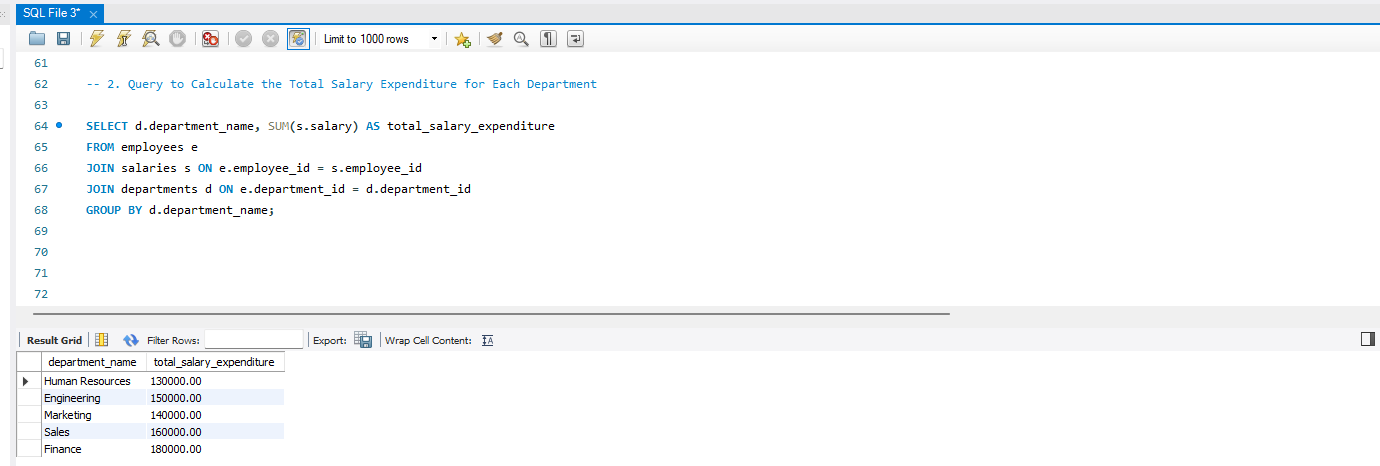 SQL File 3*
Limit to 1000 rows
61
62 -- 2. Query to Calculate the Total Salary Expenditure for Each Department
63
64 SELECT d.department_name, SUM(s.salary) AS total_salary_expenditure
65 FROM employees e
66 JOIN salaries s ON e.employee_id = s.employee_id
67 JOIN departments d ON e.department_id = d.department_id
68 GROUP BY d.department_name;
69
70
71
72
Result Grid Filter Rows: Export: Wrap Cell Content:
department_name total_salary_expenditure
Human Resources 130000.00
Engineering 150000.00
Marketing 140000.00
Sales 160000.00
Finance 180000.00